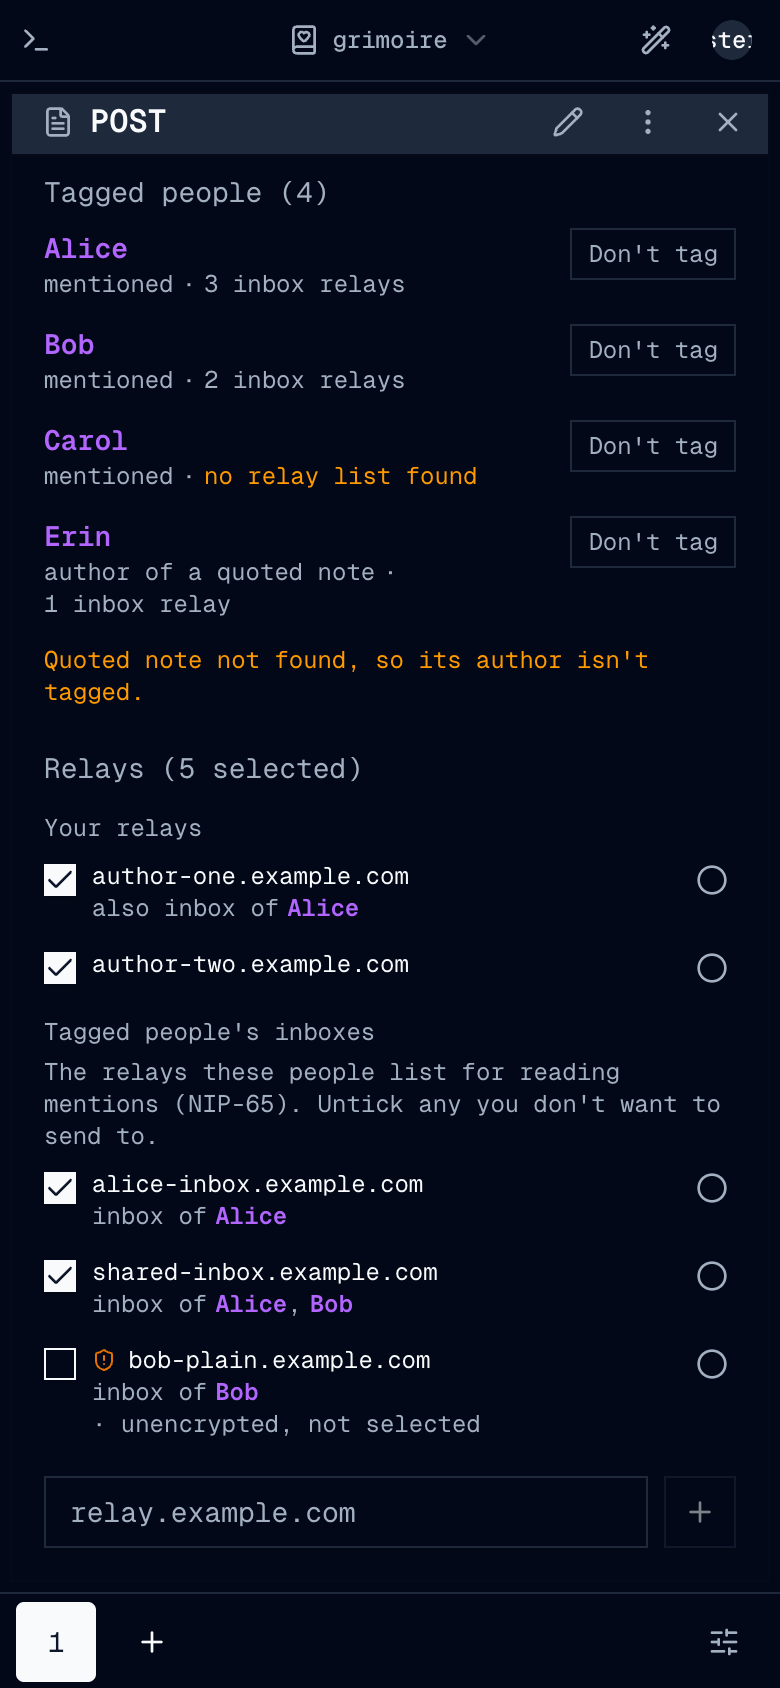 grimoire
POST
Tagged people (4)
Alice
Don't tag
mentioned · 3 inbox relays
Bob
Don't tag
mentioned · 2 inbox relays
Carol
Don't tag
mentioned · no relay list found
Erin
Don't tag
author of a quoted note ·
1 inbox relay
Quoted note not found, so its author isn't
tagged.
Relays (5 selected)
Your relays
author-one.example.com
also inbox of Alice
author-two.example.com
Tagged people's inboxes
The relays these people list for reading
mentions (NIP-65). Untick any you don't want to
send to.
alice-inbox.example.com
inbox of Alice
shared-inbox.example.com
inbox of Alice, Bob
bob-plain.example.com
inbox of Bob
· unencrypted, not selected
relay.example.com
1